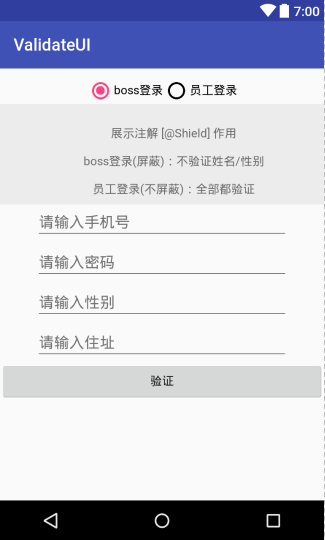 7:00
ValidateUI
boss登录 员工登录
展示注解 [@Shield] 作用
boss登录(屏蔽)：不验证姓名/性别
员工登录(不屏蔽)：全部都验证
请输入手机号
请输入密码
请输入性别
请输入住址
验证